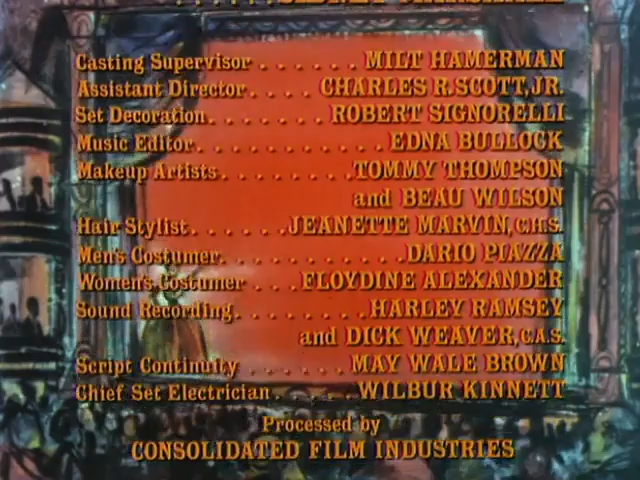 Casting Supervisor . . . . . . MILT HAMERMAN
Assistant Director. . . . CHARLES R. SCOTT, JR.
Set Decoration. . . . . . . ROBERT SIGNORELLI
Music Editor. . . . . . . . . . . EDNA BULLOCK
Makeup Artists. . . . . . . .TOMMY THOMPSON
and BEAU WILSON
Hair Stylist. . . . . . JEANETTE MARVIN, C.H.S.
Men's Costumer. . . . . . . . . . . DARIO PIAZZA
Women's Costumer . . . FLOYDINE ALEXANDER
Sound Recording. . . . . . . . HARLEY RAMSEY
and DICK WEAVER, C.A.S.
Script Continuity . . . . . . MAY WALE BROWN
Chief Set Electrician. . . . . WILBUR KINNETT
Processed by
CONSOLIDATED FILM INDUSTRIES